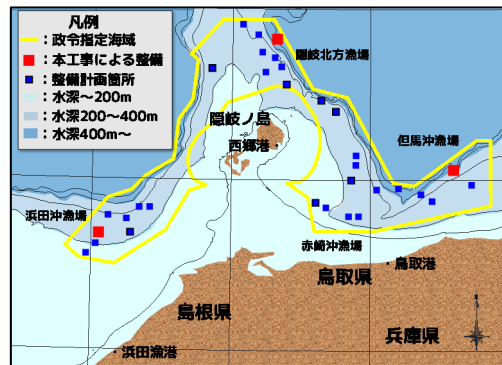 凡例
：政令指定海域
：本工事による整備
：整備計画箇所
：水深～200m
：水深200～400m
：水深400m～
隠岐北方漁場
隠岐ノ島
西郷港
但馬沖漁場
浜田沖漁場
赤崎沖漁場
鳥取港
鳥取県
島根県
兵庫県
浜田漁港